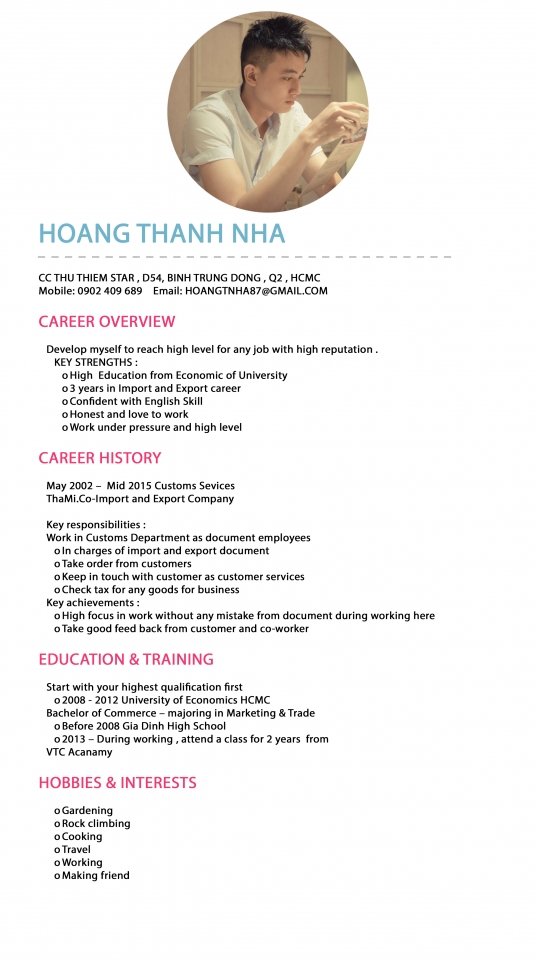 HOANG THANH NHA
CC THU THIEM STAR , D54, BINH TRUNG DONG , Q2 , HCMC
Mobile: 0902 409 689    Email: HOANGTNHA87@GMAIL.COM
CAREER OVERVIEW
Develop myself to reach high level for any job with high reputation .
KEY STRENGTHS :
o High  Education from Economic of University
o 3 years in Import and Export career
o Confident with English Skill
o Honest and love to work
o Work under pressure and high level
CAREER HISTORY
May 2002 –  Mid 2015 Customs Sevices
ThaMi.Co-Import and Export Company
Key responsibilities :
Work in Customs Department as document employees
o In charges of import and export document
o Take order from customers
o Keep in touch with customer as customer services
o Check tax for any goods for business
Key achievements :
o High focus in work without any mistake from document during working here
o Take good feed back from customer and co-worker
EDUCATION & TRAINING
Start with your highest qualification first
o 2008 - 2012 University of Economics HCMC
Bachelor of Commerce – majoring in Marketing & Trade
o Before 2008 Gia Dinh High School
o 2013 – During working , attend a class for 2 years  from
VTC Acanamy
HOBBIES & INTERESTS
o Gardening
o Rock climbing
o Cooking
o Travel
o Working
o Making friend